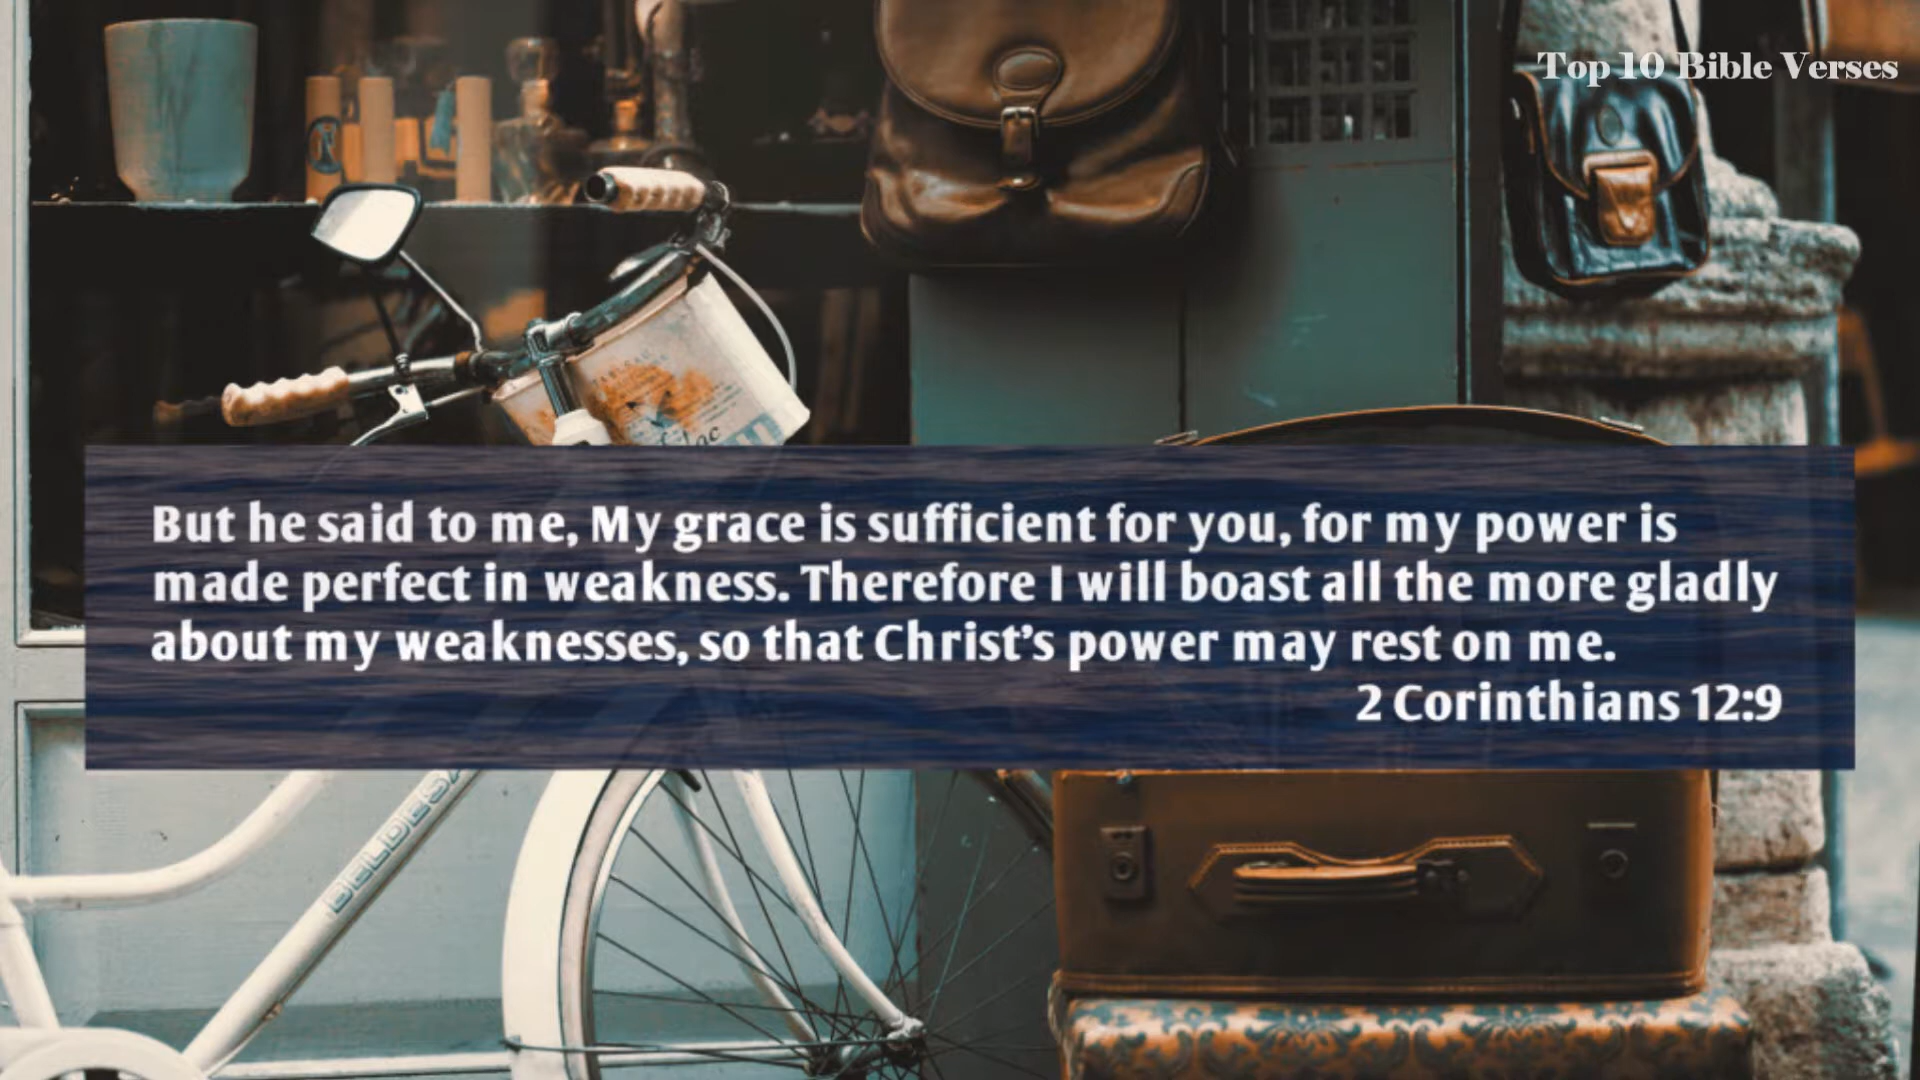 Top 10 Bible Verses
But he said to me, My grace is sufficient for you, for my power is
made perfect in weakness. Therefore I will boast all the more gladly
about my weaknesses, so that Christ’s power may rest on me.
2 Corinthians 12:9